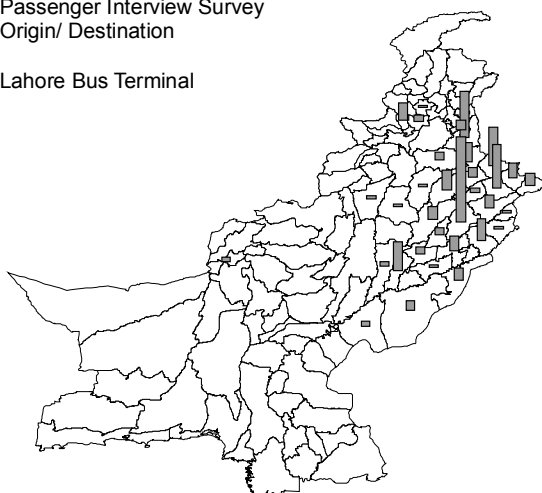 Passenger Interview Survey
Origin/ Destination
Lahore Bus Terminal